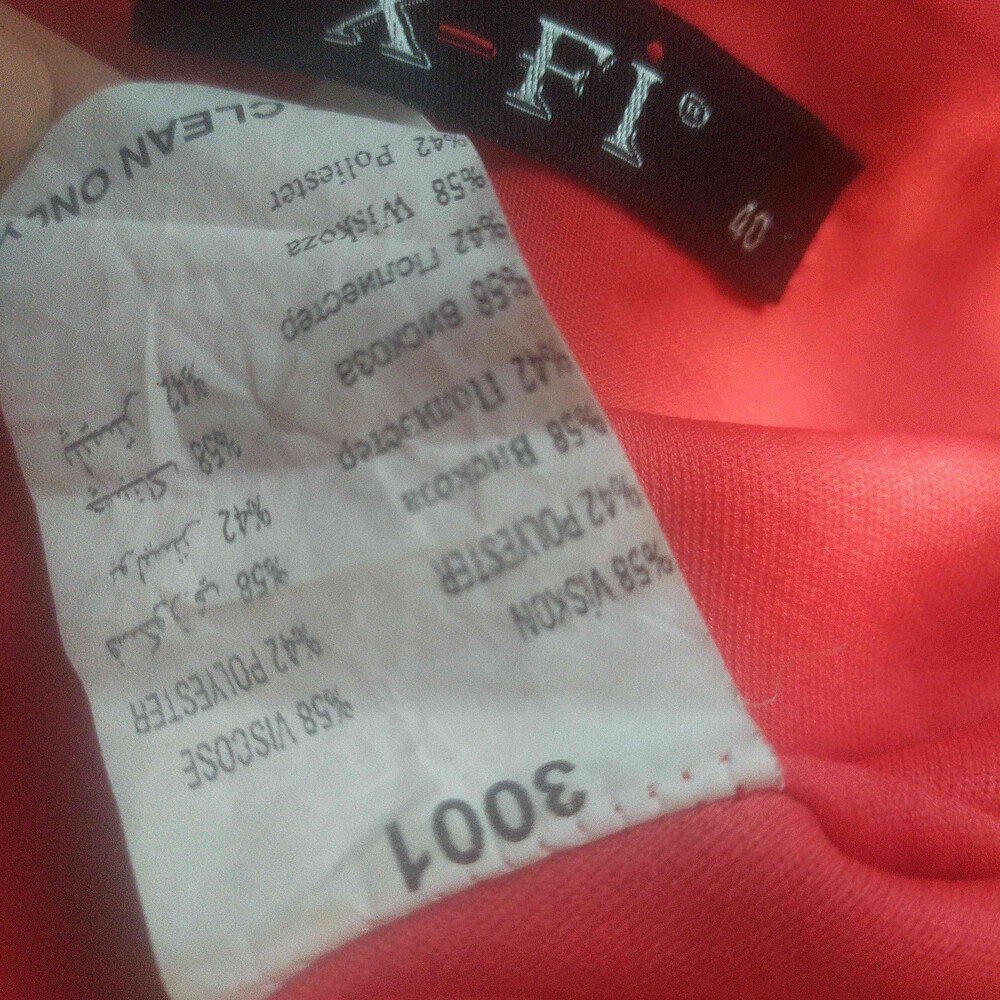 X-Fi®
40
3001
%58 VİSKON
%42 POLYESTER
%58 Вискоза
%42 Полиэстер
%58 вискоза
%42 Полиестер
%58 Wiskoza
%42 Poliester
%58 VISCOSE
%42 POLYESTER
%58
%42 بوليستر
%58
%42
CLEAN ONLY